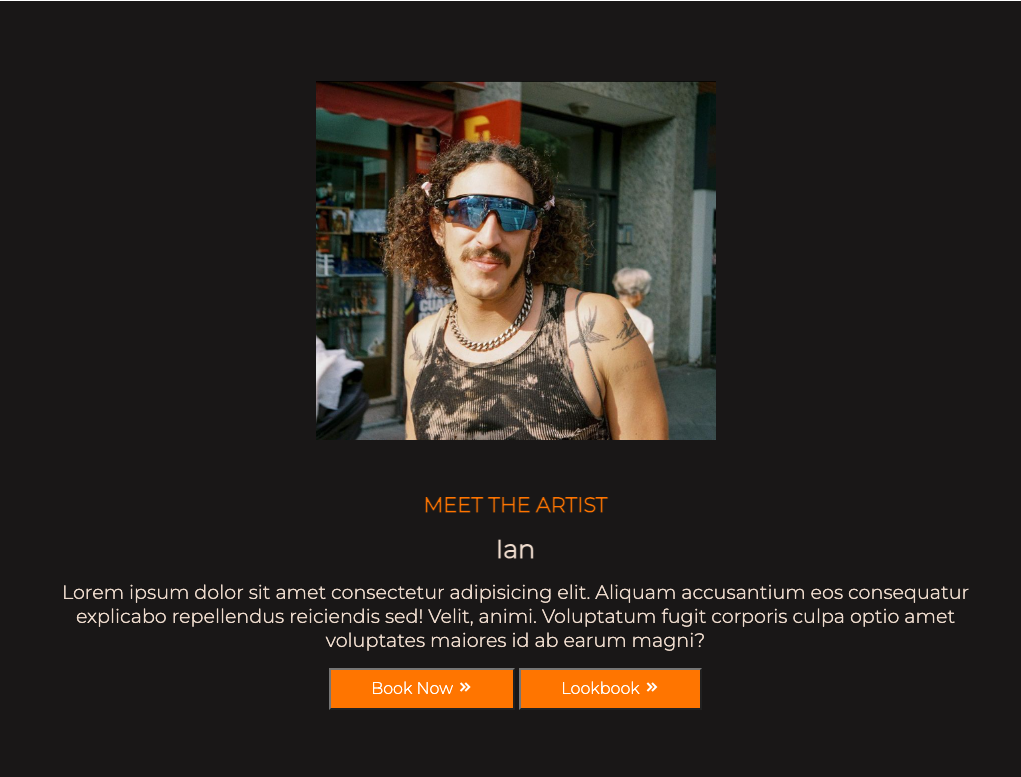 MEET THE ARTIST
Ian
Lorem ipsum dolor sit amet consectetur adipisicing elit. Aliquam accusantium eos consequatur
explicabo repellendus reiciendis sed! Velit, animi. Voluptatum fugit corporis culpa optio amet
voluptates maiores id ab earum magni?
Book Now »
Lookbook »